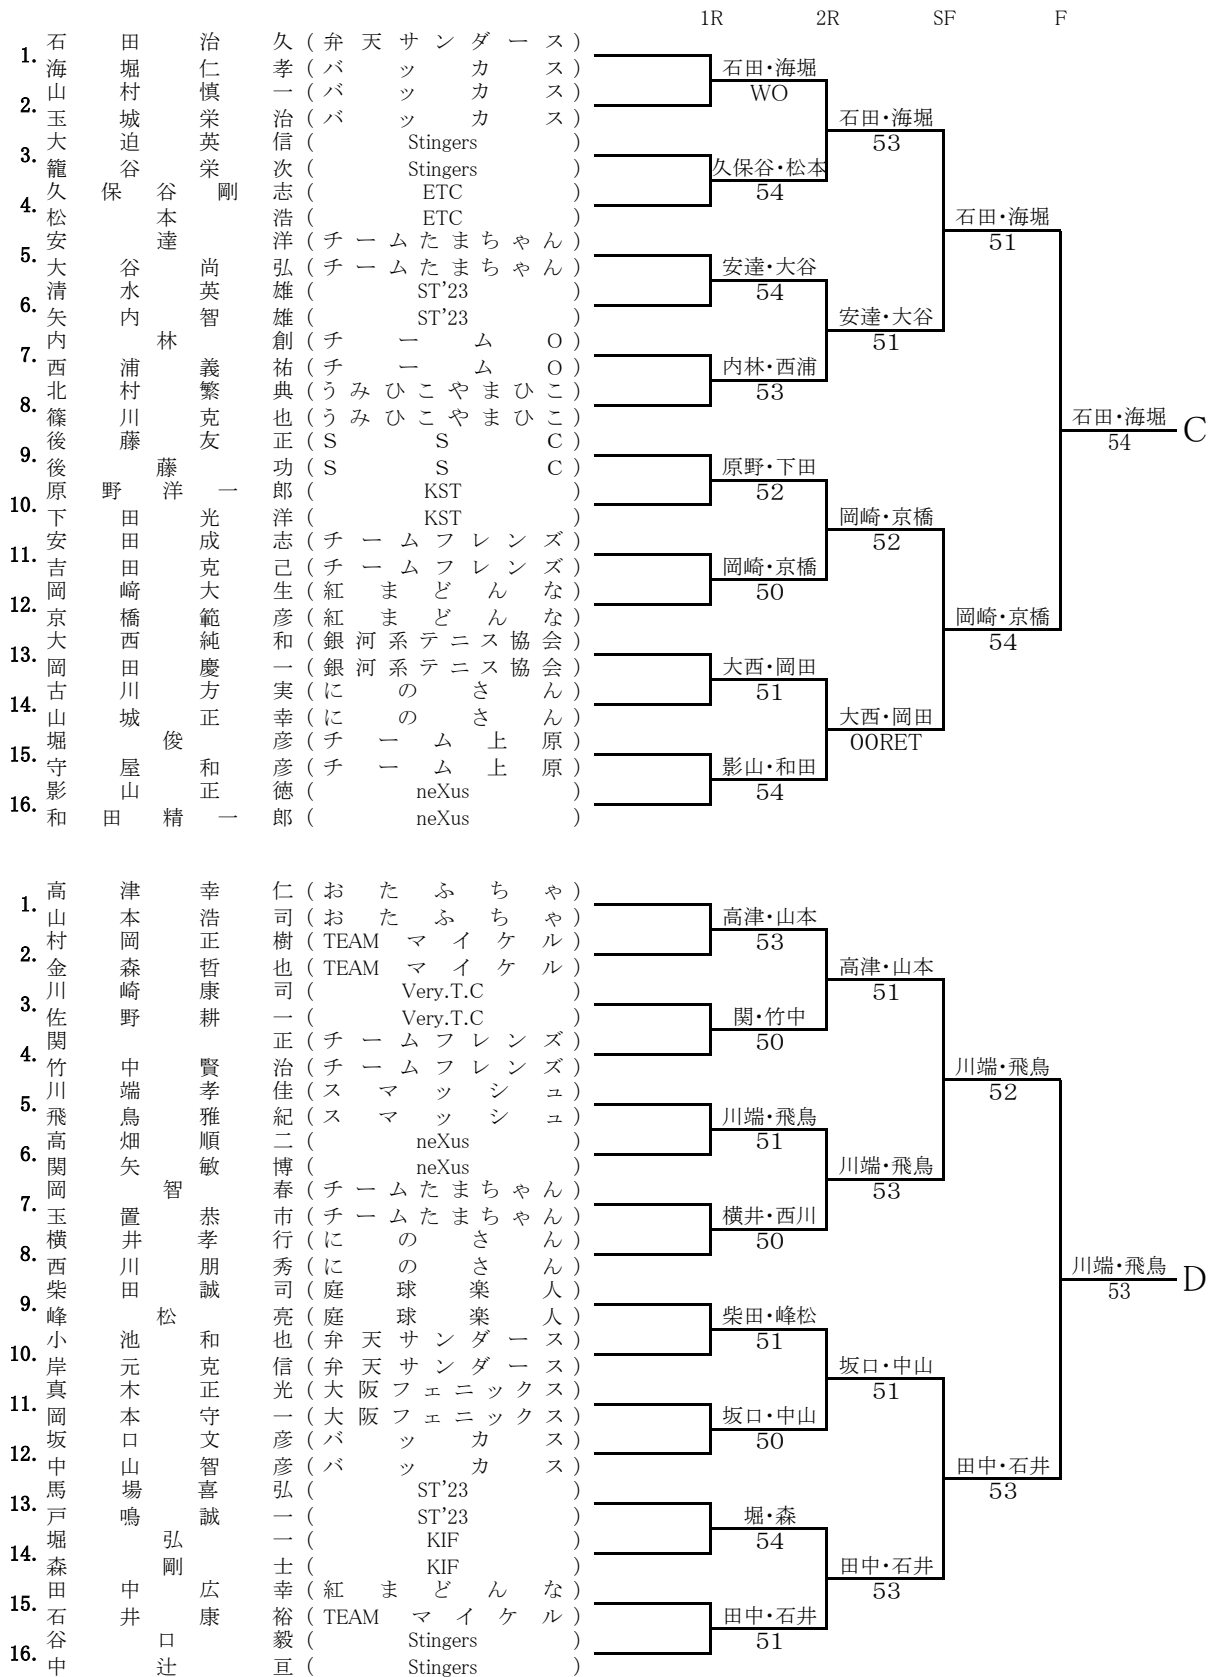 1R 2R SF F
1. 石田治久(弁天サンダース)
海堀仁孝(バッカス)
石田・海堀
WO
2. 山村慎一(バッカス)
玉城栄治(バッカス)
石田・海堀
53
3. 大迫英信(Stingers)
籠谷栄次(Stingers)
久保谷・松本
54
4. 久保谷剛志(ETC)
松本浩(ETC)
石田・海堀
51
5. 安達洋(チームたまちゃん)
大谷尚弘(チームたまちゃん)
安達・大谷
54
6. 清水英雄(ST'23)
矢内智雄(ST'23)
安達・大谷
51
7. 内林創(チームO)
西浦義祐(チームO)
内林・西浦
53
8. 北村繁典(うみひこやまひこ)
篠川克也(うみひこやまひこ)
石田・海堀 C
54
9. 後藤友正(SSC)
後藤功(SSC)
原野・下田
52
10. 原野洋一郎(KST)
下田光洋(KST)
岡崎・京橋
52
11. 安田成志(チームフレンズ)
吉田克己(チームフレンズ)
岡崎・京橋
50
12. 岡﨑大生(紅まどんな)
京橋範彦(紅まどんな)
岡崎・京橋
54
13. 大西純和(銀河系テニス協会)
岡田慶一(銀河系テニス協会)
大西・岡田
51
14. 古川方実(にのさん)
山城正幸(にのさん)
大西・岡田
00RET
15. 堀俊彦(チーム上原)
守屋和彦(チーム上原)
影山・和田
54
16. 影山正徳(neXus)
和田精一郎(neXus)
1. 高津幸仁(おたふちゃ)
山本浩司(おたふちゃ)
高津・山本
53
2. 村岡正樹(TEAMマイケル)
金森哲也(TEAMマイケル)
高津・山本
51
3. 川崎康司(Very.T.C)
佐野耕一(Very.T.C)
関・竹中
50
4. 関正(チームフレンズ)
竹中賢治(チームフレンズ)
川端・飛鳥
52
5. 川端孝佳(スマッシュ)
飛鳥雅紀(スマッシュ)
川端・飛鳥
51
6. 高畑順二(neXus)
関矢敏博(neXus)
川端・飛鳥
53
7. 岡智春(チームたまちゃん)
玉置恭市(チームたまちゃん)
横井・西川
50
8. 横井孝行(にのさん)
西川朋秀(にのさん)
川端・飛鳥 D
53
9. 柴田誠司(庭球楽人)
峰松亮(庭球楽人)
柴田・峰松
51
10. 小池和也(弁天サンダース)
岸元克信(弁天サンダース)
坂口・中山
51
11. 真木正光(大阪フェニックス)
岡本守一(大阪フェニックス)
坂口・中山
50
12. 坂口文彦(バッカス)
中山智彦(バッカス)
田中・石井
53
13. 馬場喜弘(ST'23)
戸鳴誠一(ST'23)
堀・森
54
14. 堀弘一(KIF)
森剛士(KIF)
田中・石井
53
15. 田中広幸(紅まどんな)
石井康裕(TEAMマイケル)
田中・石井
51
16. 谷口毅(Stingers)
中辻亘(Stingers)